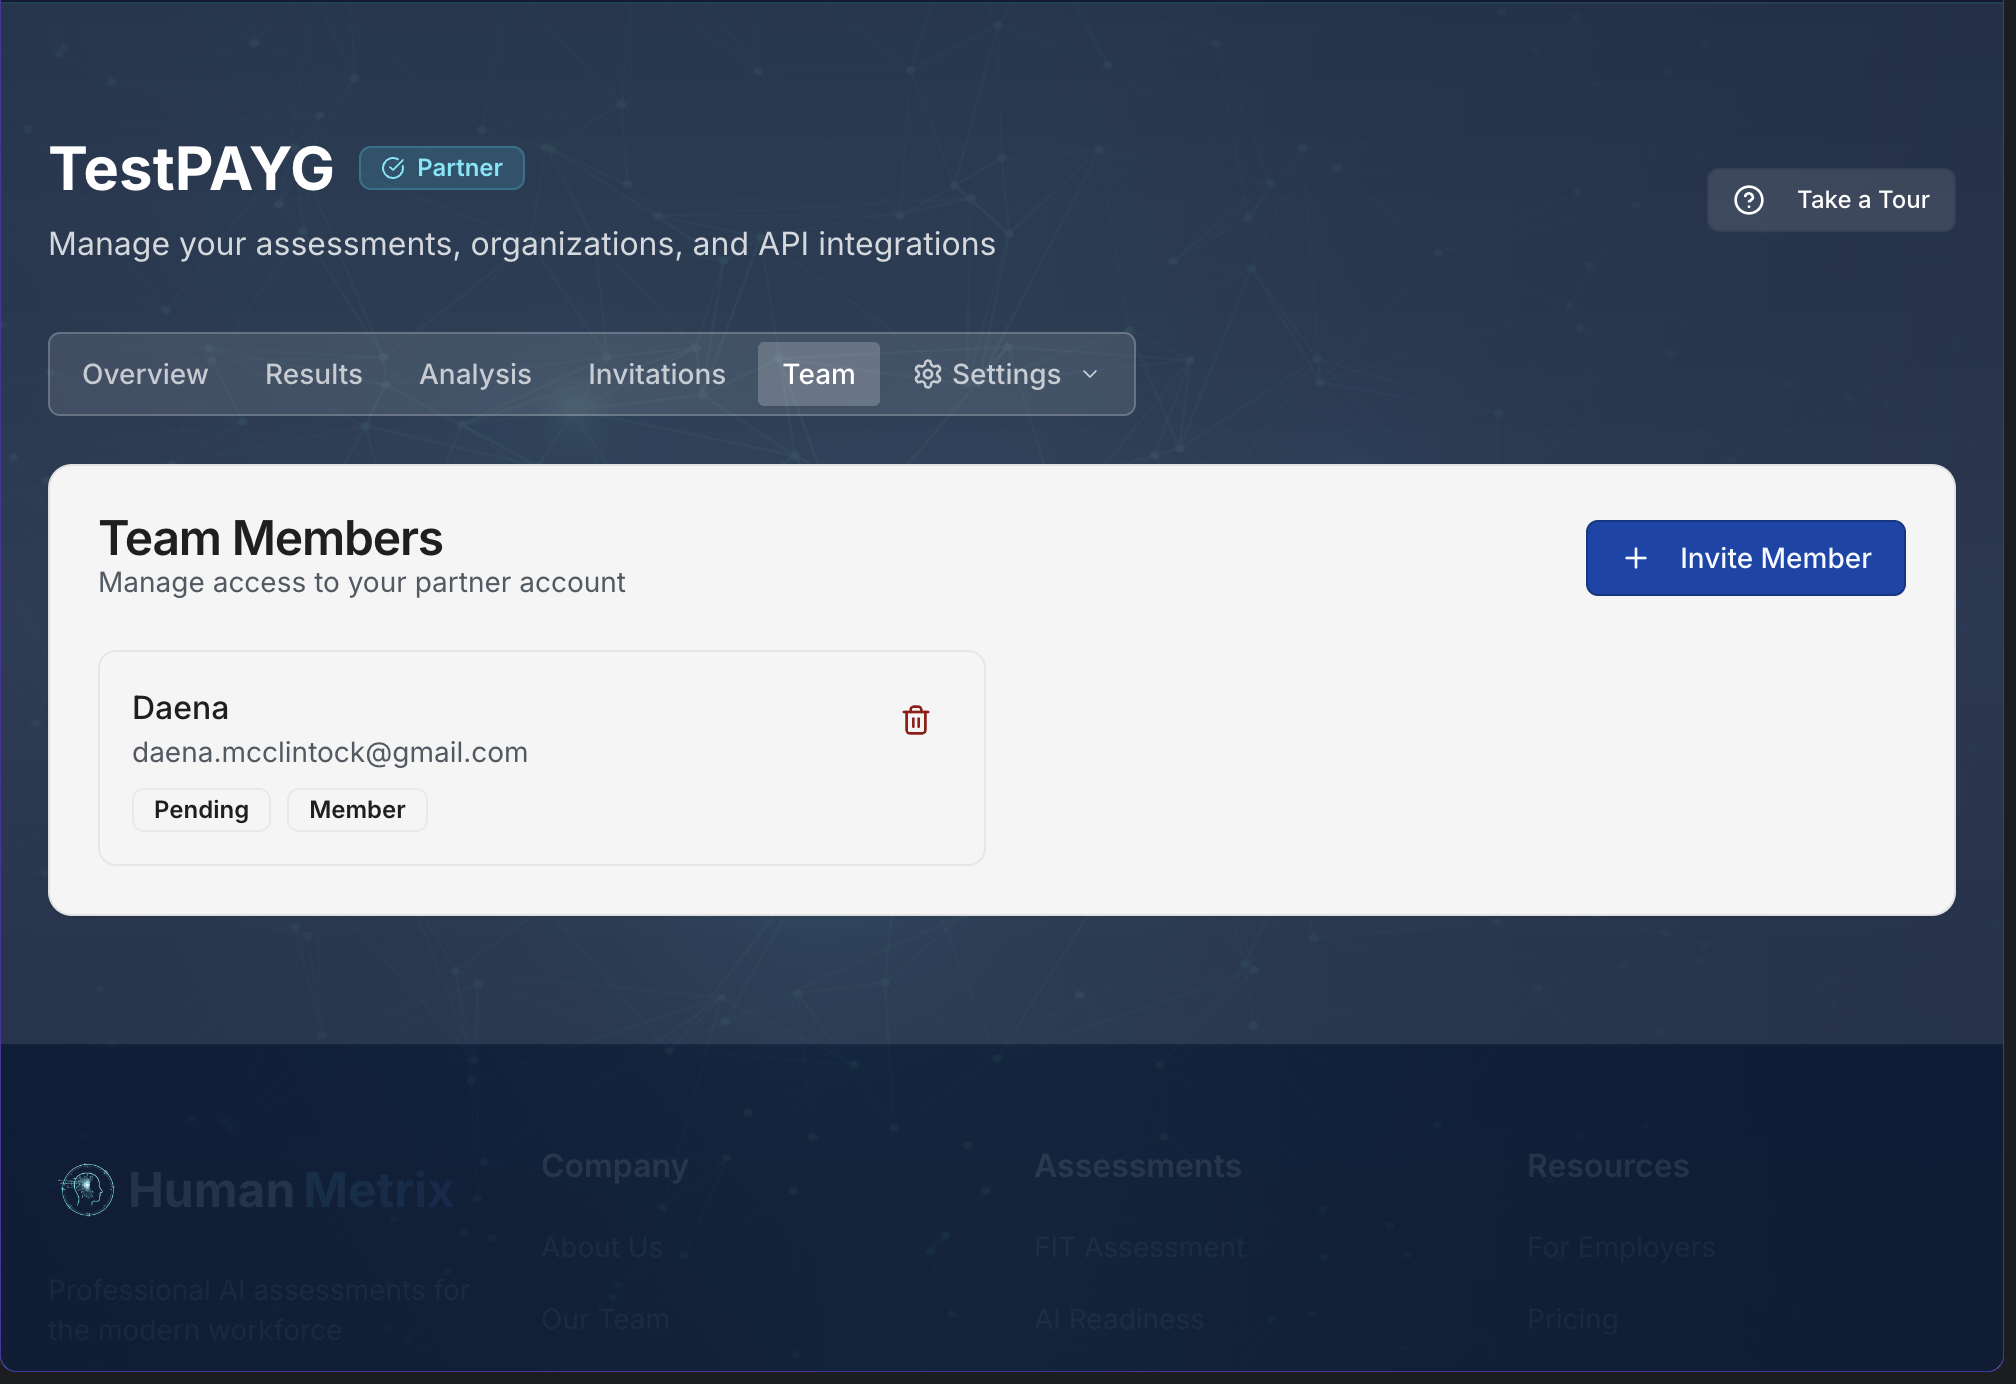 TestPAYG
Partner
Take a Tour
Manage your assessments, organizations, and API integrations
Overview Results Analysis Invitations Team Settings
Team Members
Invite Member
Manage access to your partner account
Daena
daena.mcclintock@gmail.com
Pending Member
Human Metrix
Company
Assessments
Resources
About Us
FIT Assessment
For Employers
Professional AI assessments for
the modern workforce
Our Team
AI Readiness
Pricing